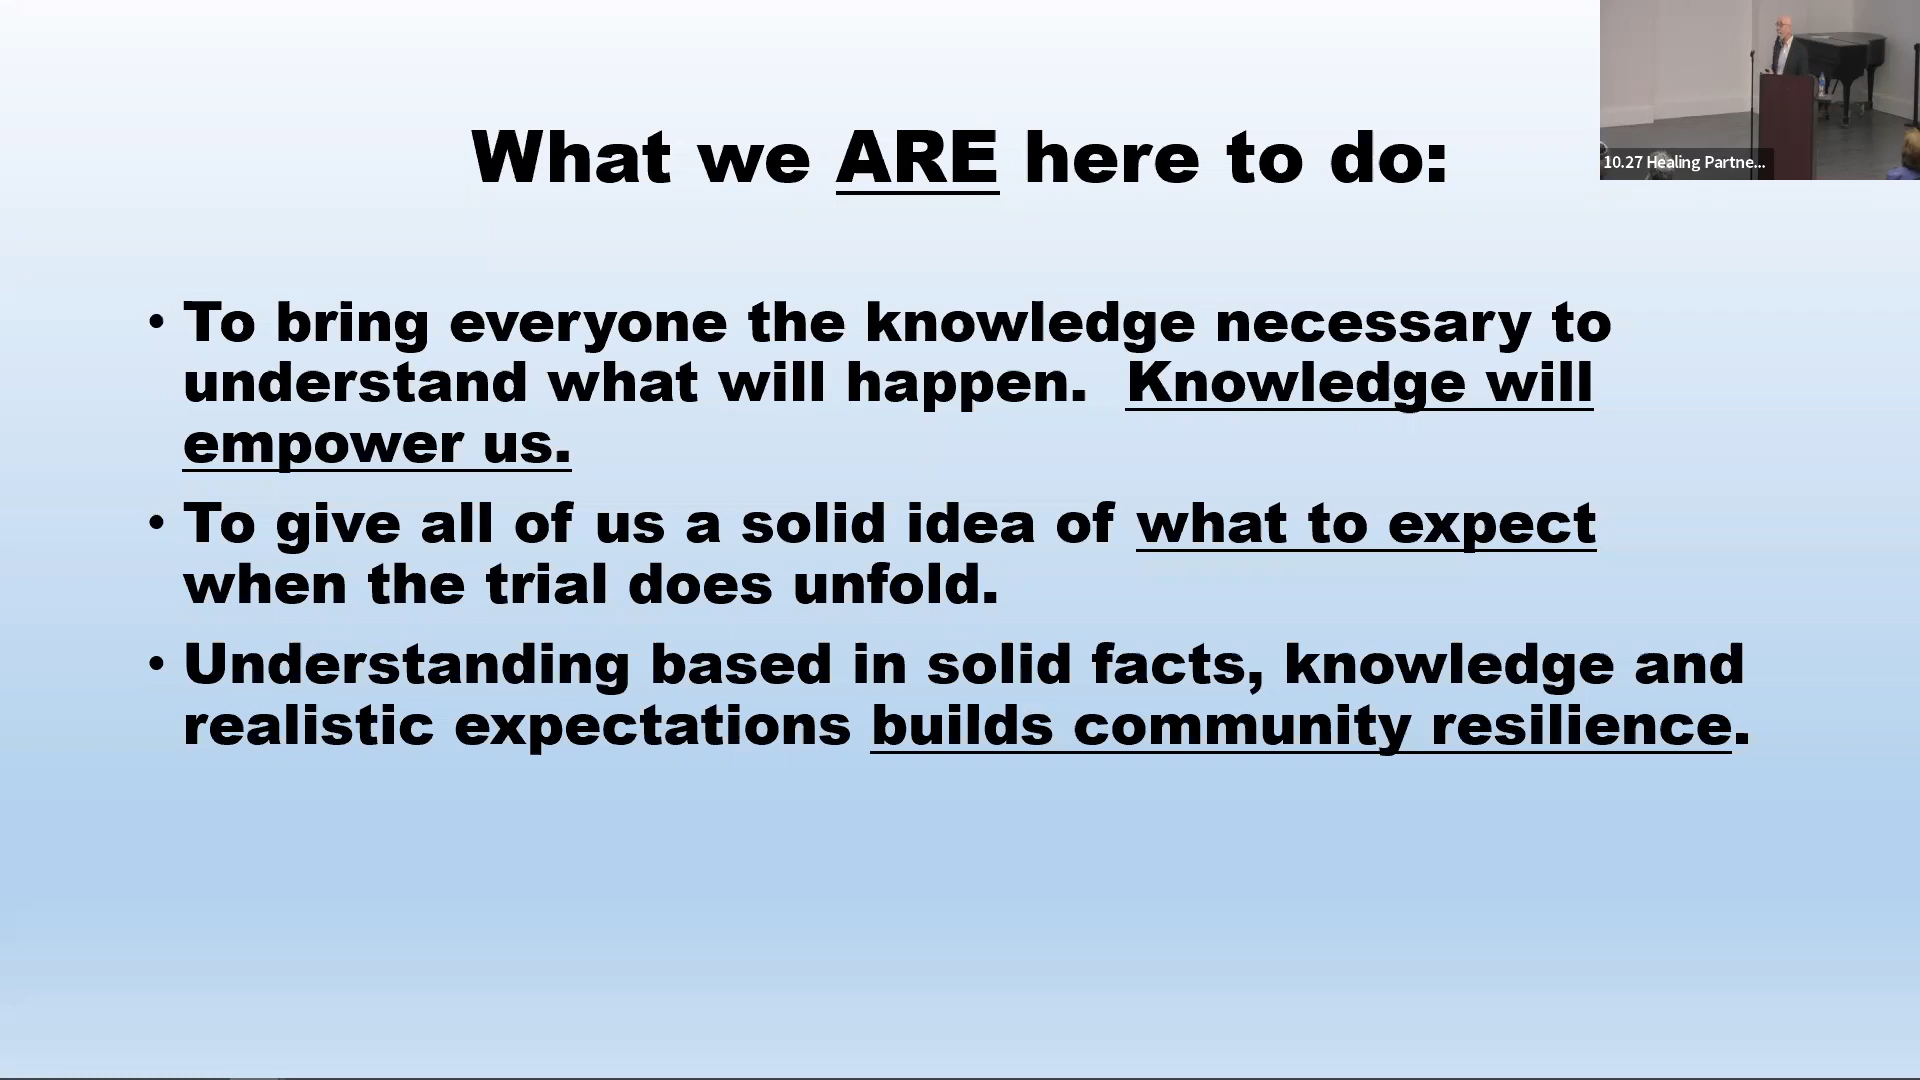 What we ARE here to do:
10.27 Healing Partne...
• To bring everyone the knowledge necessary to
understand what will happen.  Knowledge will
empower us.
• To give all of us a solid idea of what to expect
when the trial does unfold.
• Understanding based in solid facts, knowledge and
realistic expectations builds community resilience.